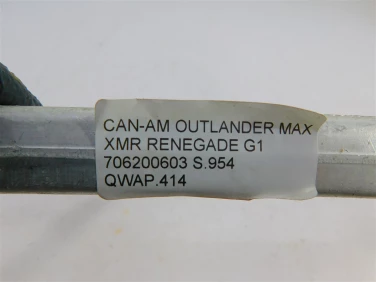 CAN-AM OUTLANDER MAX
XMR RENEGADE G1
706200603 S.954
QWAP.414